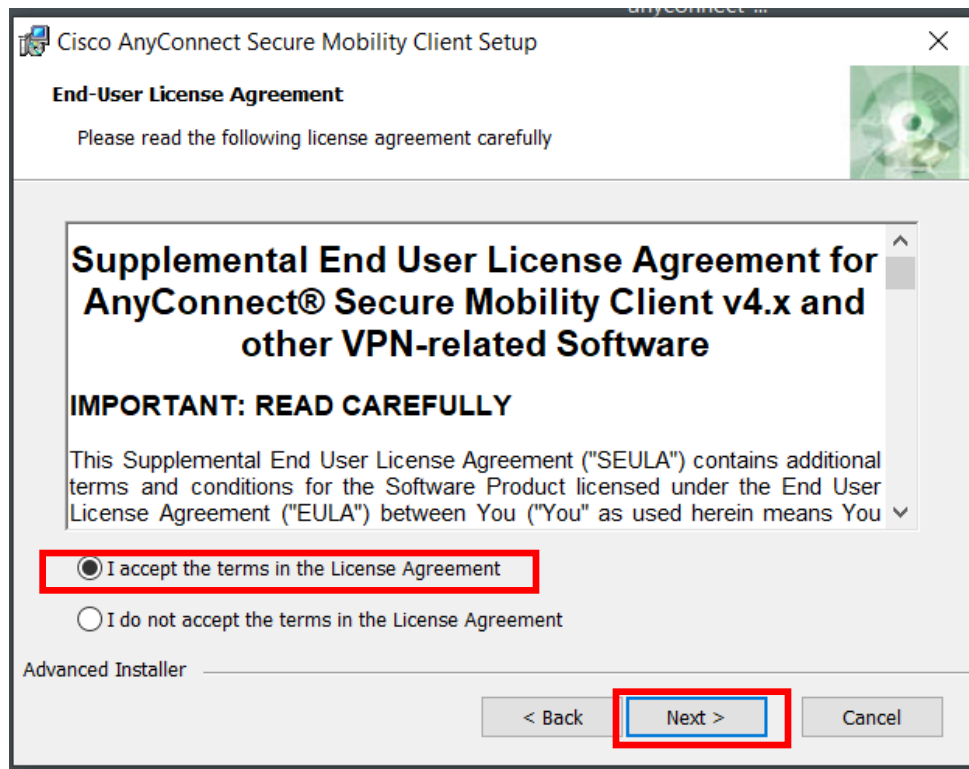 anyconnect ...
Cisco AnyConnect Secure Mobility Client Setup
End-User License Agreement
Please read the following license agreement carefully
Supplemental End User License Agreement for
AnyConnect® Secure Mobility Client v4.x and
other VPN-related Software
IMPORTANT: READ CAREFULLY
This Supplemental End User License Agreement ("SEULA") contains additional
terms and conditions for the Software Product licensed under the End User
License Agreement ("EULA") between You ("You" as used herein means You
I accept the terms in the License Agreement
I do not accept the terms in the License Agreement
Advanced Installer
< Back Next > Cancel